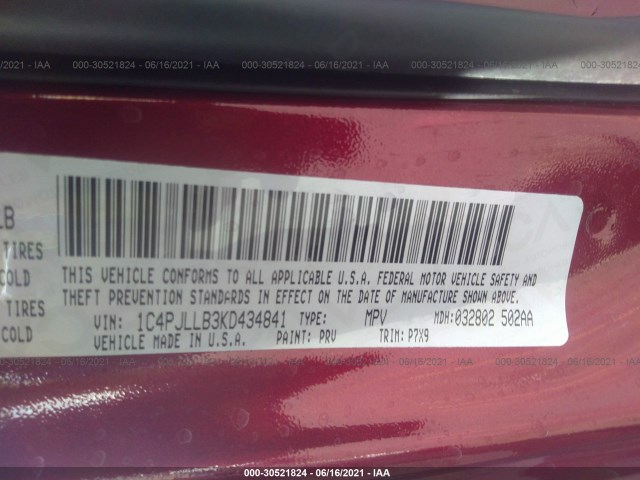 000-30521824 - 06/16/2021 - IAA
LB
TIRES
COLD
TIRES
COLD
THIS VEHICLE CONFORMS TO ALL APPLICABLE U.S.A. FEDERAL MOTOR VEHICLE SAFETY AND
THEFT PREVENTION STANDARDS IN EFFECT ON THE DATE OF MANUFACTURE SHOWN ABOVE.
VIN: 1C4PJLLB3KD434841 TYPE: MPV MDH:032802 502AA
VEHICLE MADE IN U.S.A. PAINT: PRV TRIM: P7X9
000-30521824 - 06/16/2021 - IAA